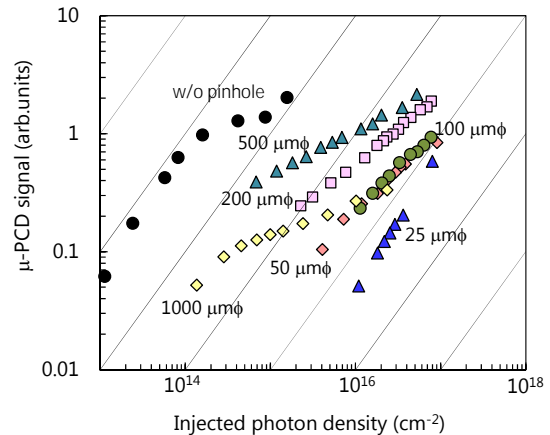 10
1
0.1
0.01
μ-PCD signal (arb.units)
w/o pinhole
500 μmϕ
200 μmϕ
100 μmϕ
50 μmϕ
25 μmϕ
1000 μmϕ
10¹⁴
10¹⁶
10¹⁸
Injected photon density (cm⁻²)